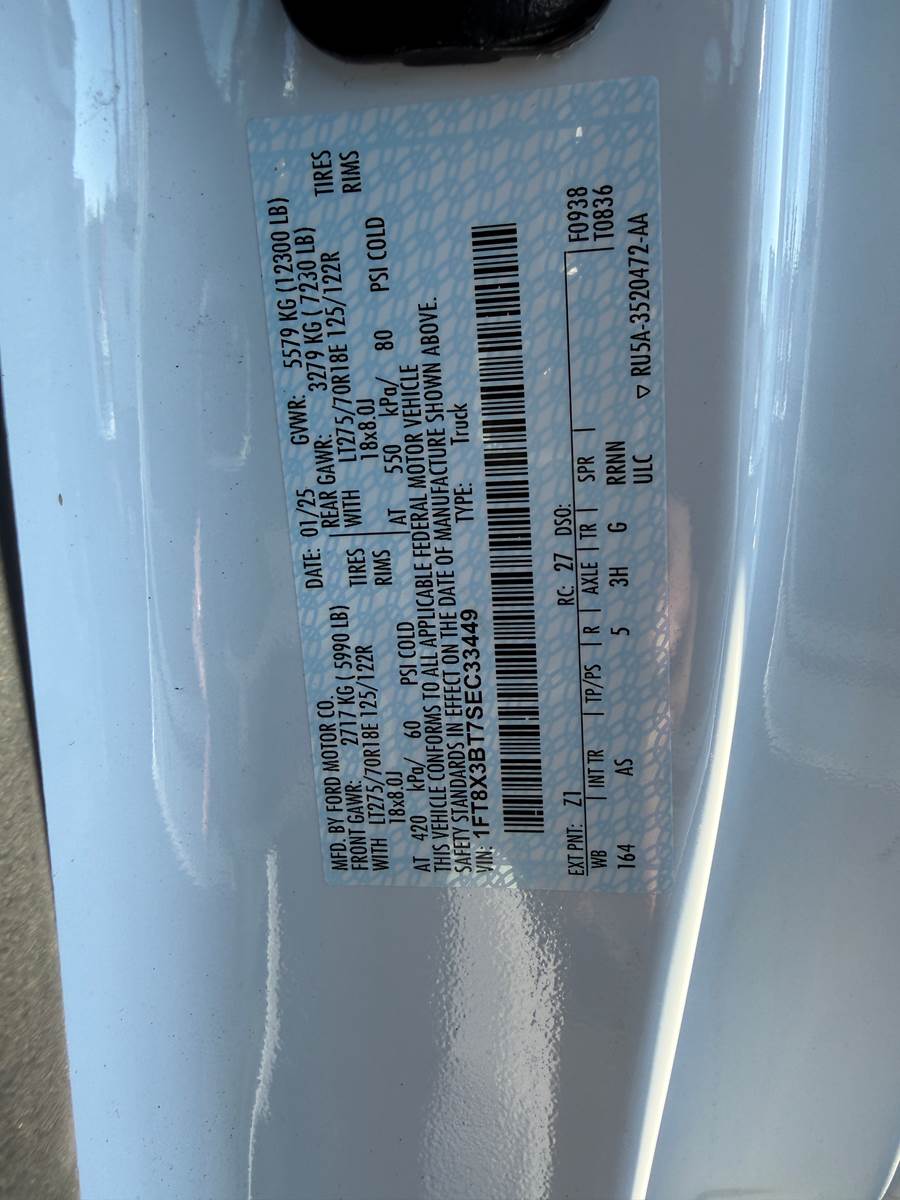 MFD. BY FORD MOTOR CO. DATE: 01/25 GVWR: 5579 KG (12300 LB)
FRONT GAWR: 2717 KG ( 5990 LB) REAR GAWR: 3279 KG ( 7230 LB)
WITH LT275/70R18E 125/122R TIRES WITH LT275/70R18E 125/122R TIRES
18x8.0J RIMS 18x8.0J RIMS
AT 420 kPa/ 60 PSI COLD AT 550 kPa/ 80 PSI COLD
THIS VEHICLE CONFORMS TO ALL APPLICABLE FEDERAL MOTOR VEHICLE
SAFETY STANDARDS IN EFFECT ON THE DATE OF MANUFACTURE SHOWN ABOVE.
VIN: 1FT8X3BT7SEC33449 TYPE: Truck
EXT PNT: Z1 RC: 27 DSO: F0938
WB INT TR TP/PS R AXLE TR SPR T0836
164 AS 5 3H G RRNN
ULC ▽ RU5A-3520472-AA